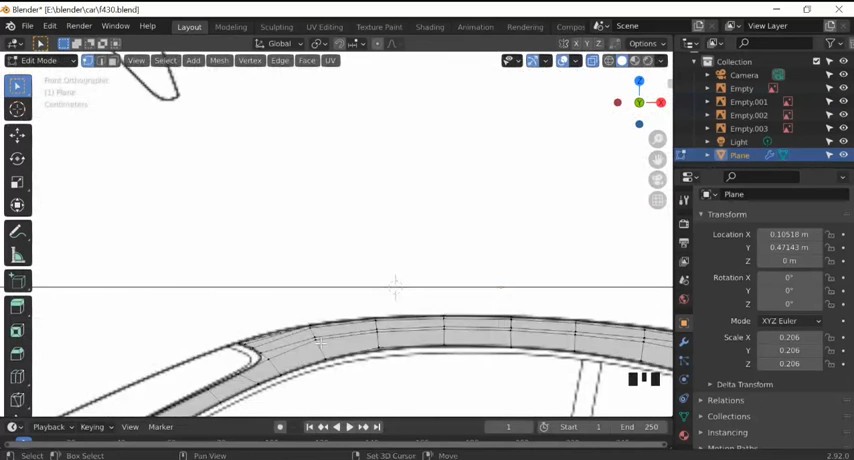 Blender* [E:\blender\car\f430.blend]
File Edit Render Window Help Layout Modeling Sculpting UV Editing Texture Paint Shading Animation Rendering Compos Scene View Layer
Global Options
Edit Mode View Select Add Mesh Vertex Edge Face UV
X Y Z
Front Orthographic
(1) Plane
Centimeters
Z
Y X
Collection
Camera
Empty
Empty.001
Empty.002
Empty.003
Light
Plane
Plane
Transform
Location X 0.10518 m
Y 0.47143 m
Z 0 m
Rotation X 0°
Y 0°
Z 0°
Mode XYZ Euler
Scale X 0.206
Y 0.206
Z 0.206
Delta Transform
Relations
Collections
Instancing
Motion Paths
Playback Keying View Marker 1 Start 1 End 250
Select Box Select Pan View Set 3D Cursor Move 2.92.0